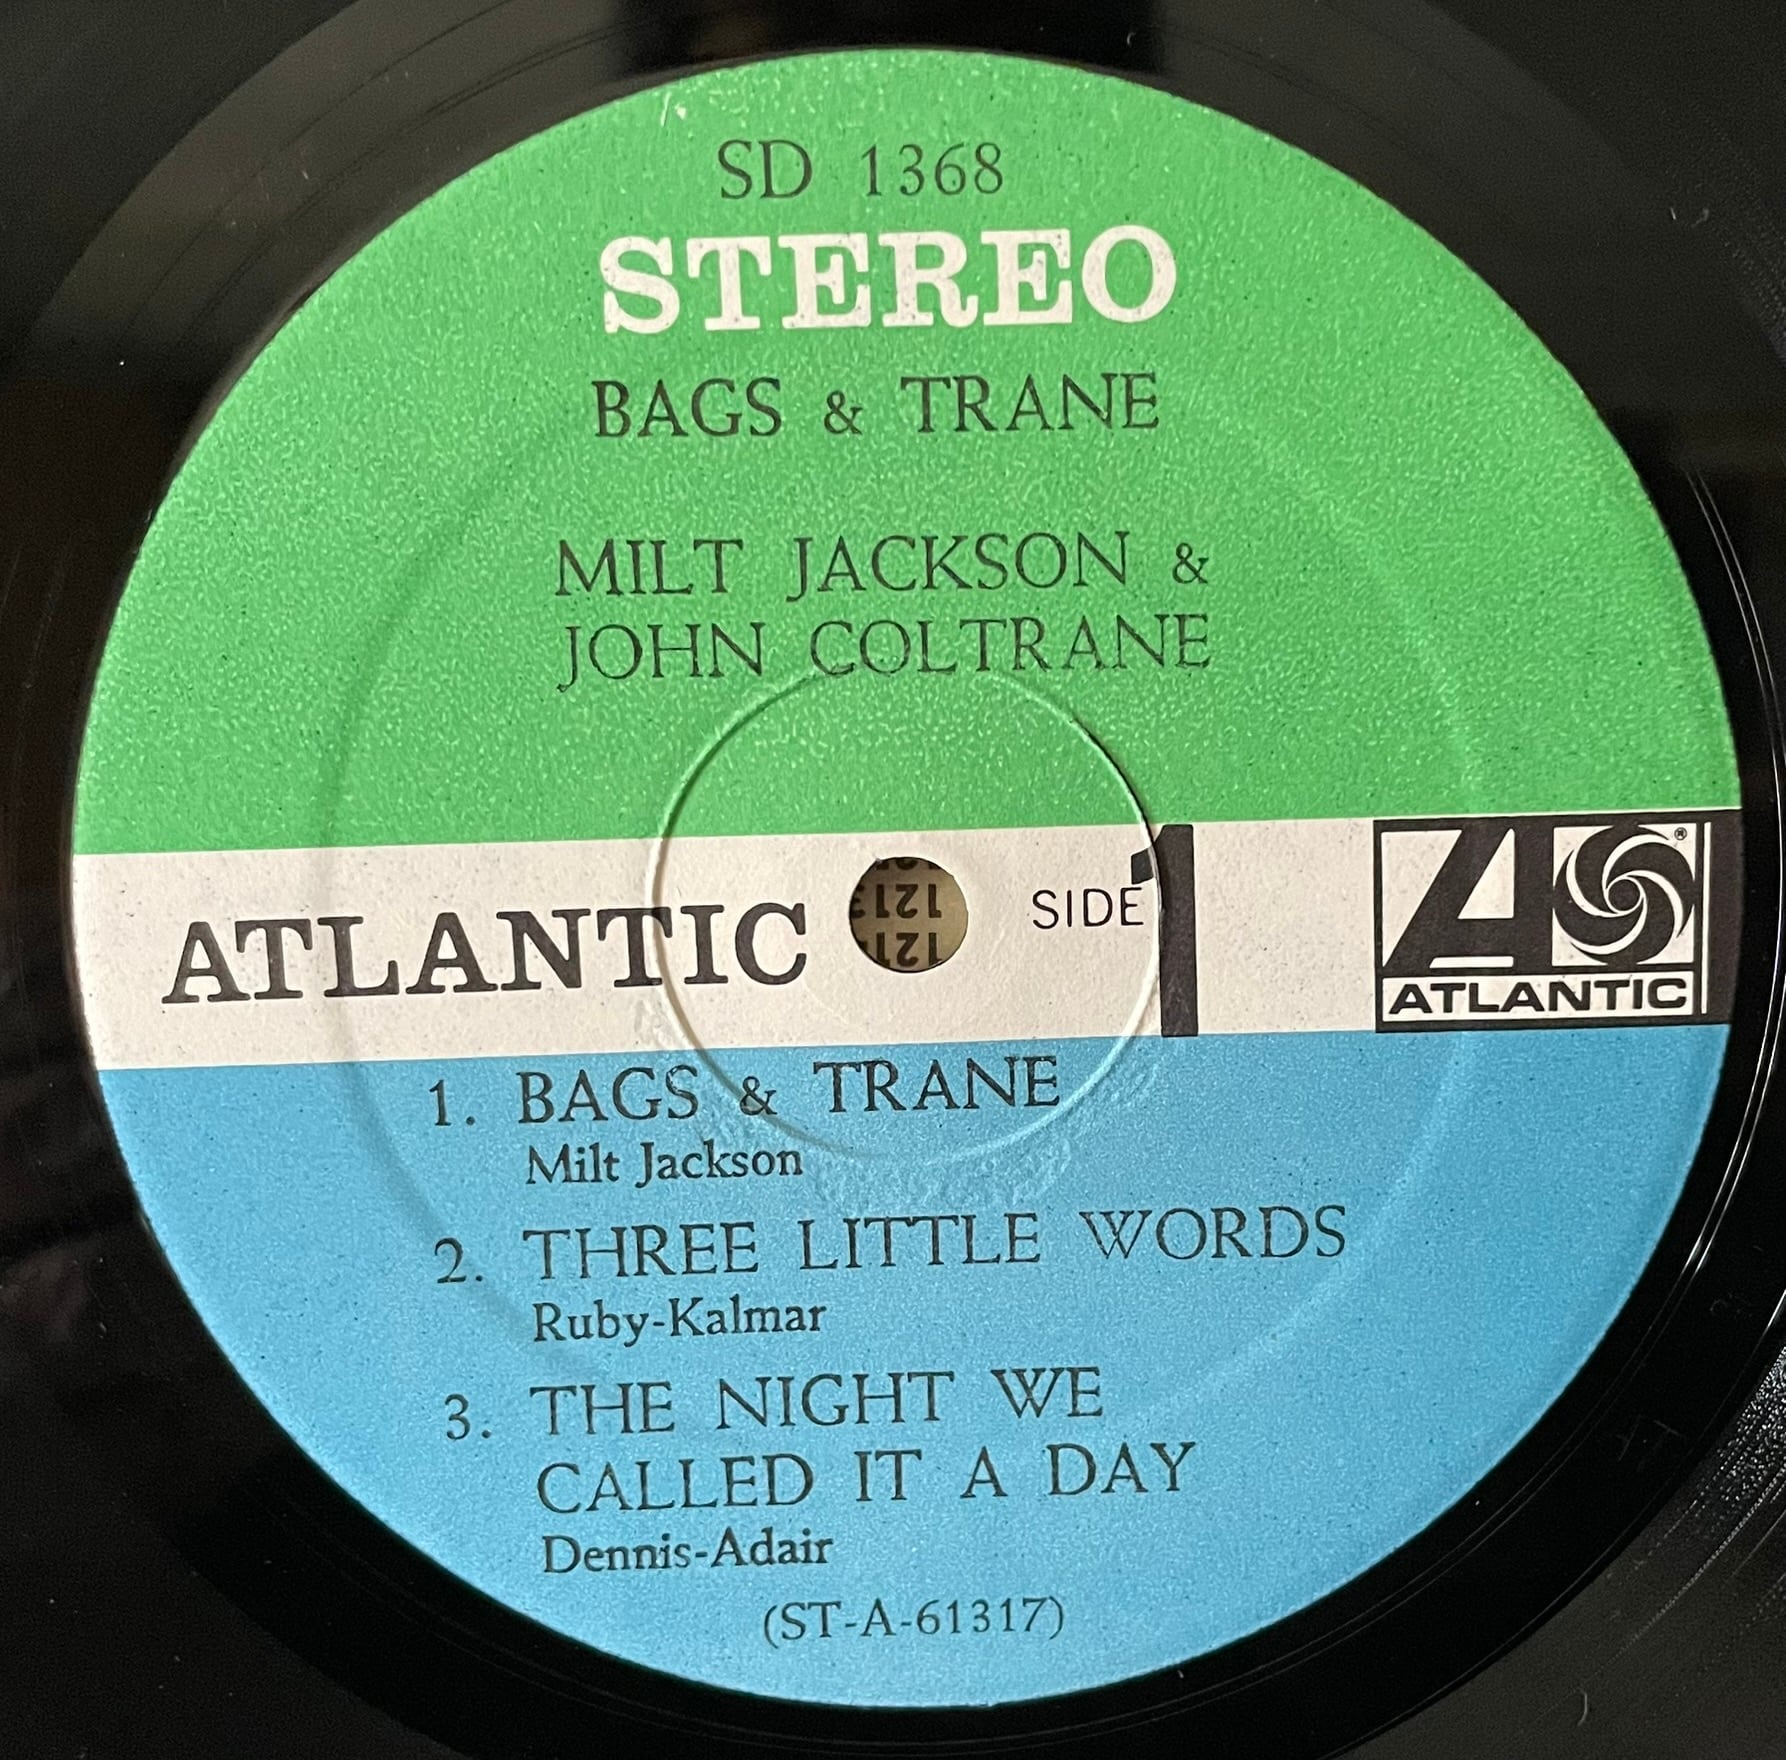 SD 1368
STEREO
BAGS & TRANE
MILT JACKSON &
JOHN COLTRANE
ATLANTIC
SIDE 1
®
ATLANTIC
1. BAGS & TRANE
Milt Jackson
2. THREE LITTLE WORDS
Ruby-Kalmar
3. THE NIGHT WE
CALLED IT A DAY
Dennis-Adair
(ST-A-61317)